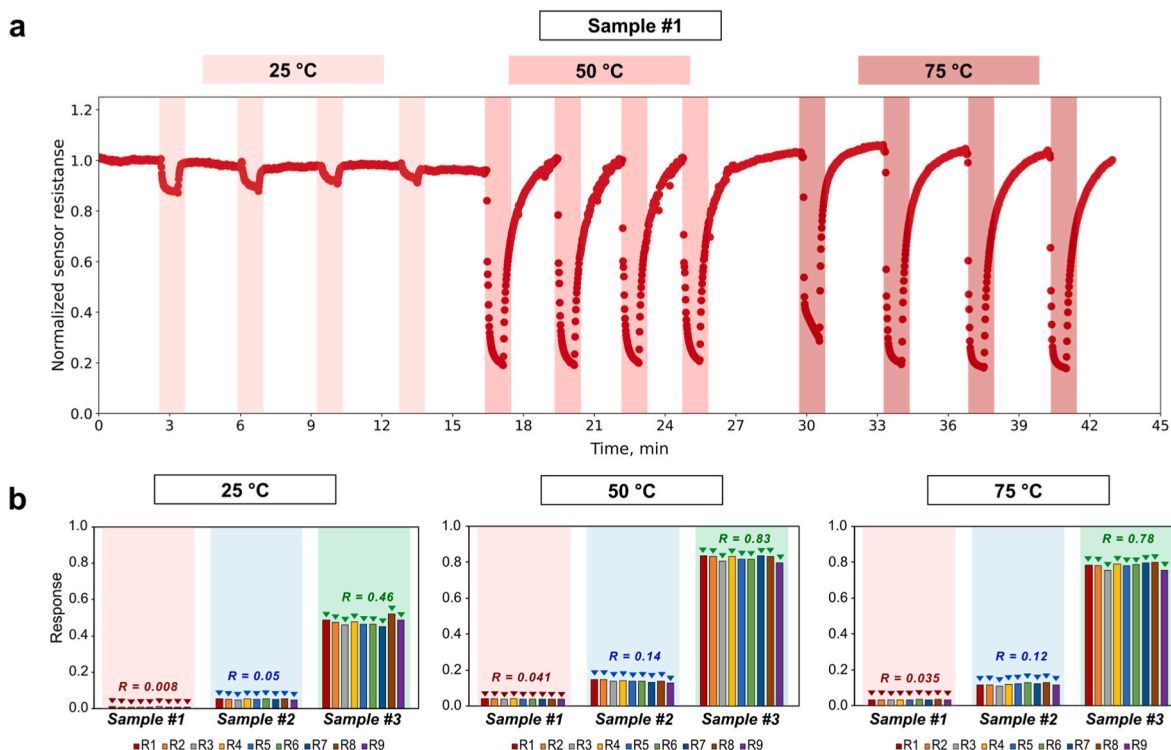 a
Sample #1
25 °C
50 °C
75 °C
Normalized sensor resistanse
1.2
1.0
0.8
0.6
0.4
0.2
0.0
0 3 6 9 12 15 18 21 24 27 30 33 36 39 42 45
Time, min
b
25 °C
50 °C
75 °C
Response
1.0
0.8
0.6
0.4
0.2
0.0
R = 0.008
R = 0.05
R = 0.46
Sample #1 Sample #2 Sample #3
R1 R2 R3 R4 R5 R6 R7 R8 R9
1.0
0.8
0.6
0.4
0.2
0.0
R = 0.041
R = 0.14
R = 0.83
Sample #1 Sample #2 Sample #3
R1 R2 R3 R4 R5 R6 R7 R8 R9
1.0
0.8
0.6
0.4
0.2
0.0
R = 0.035
R = 0.12
R = 0.78
Sample #1 Sample #2 Sample #3
R1 R2 R3 R4 R5 R6 R7 R8 R9